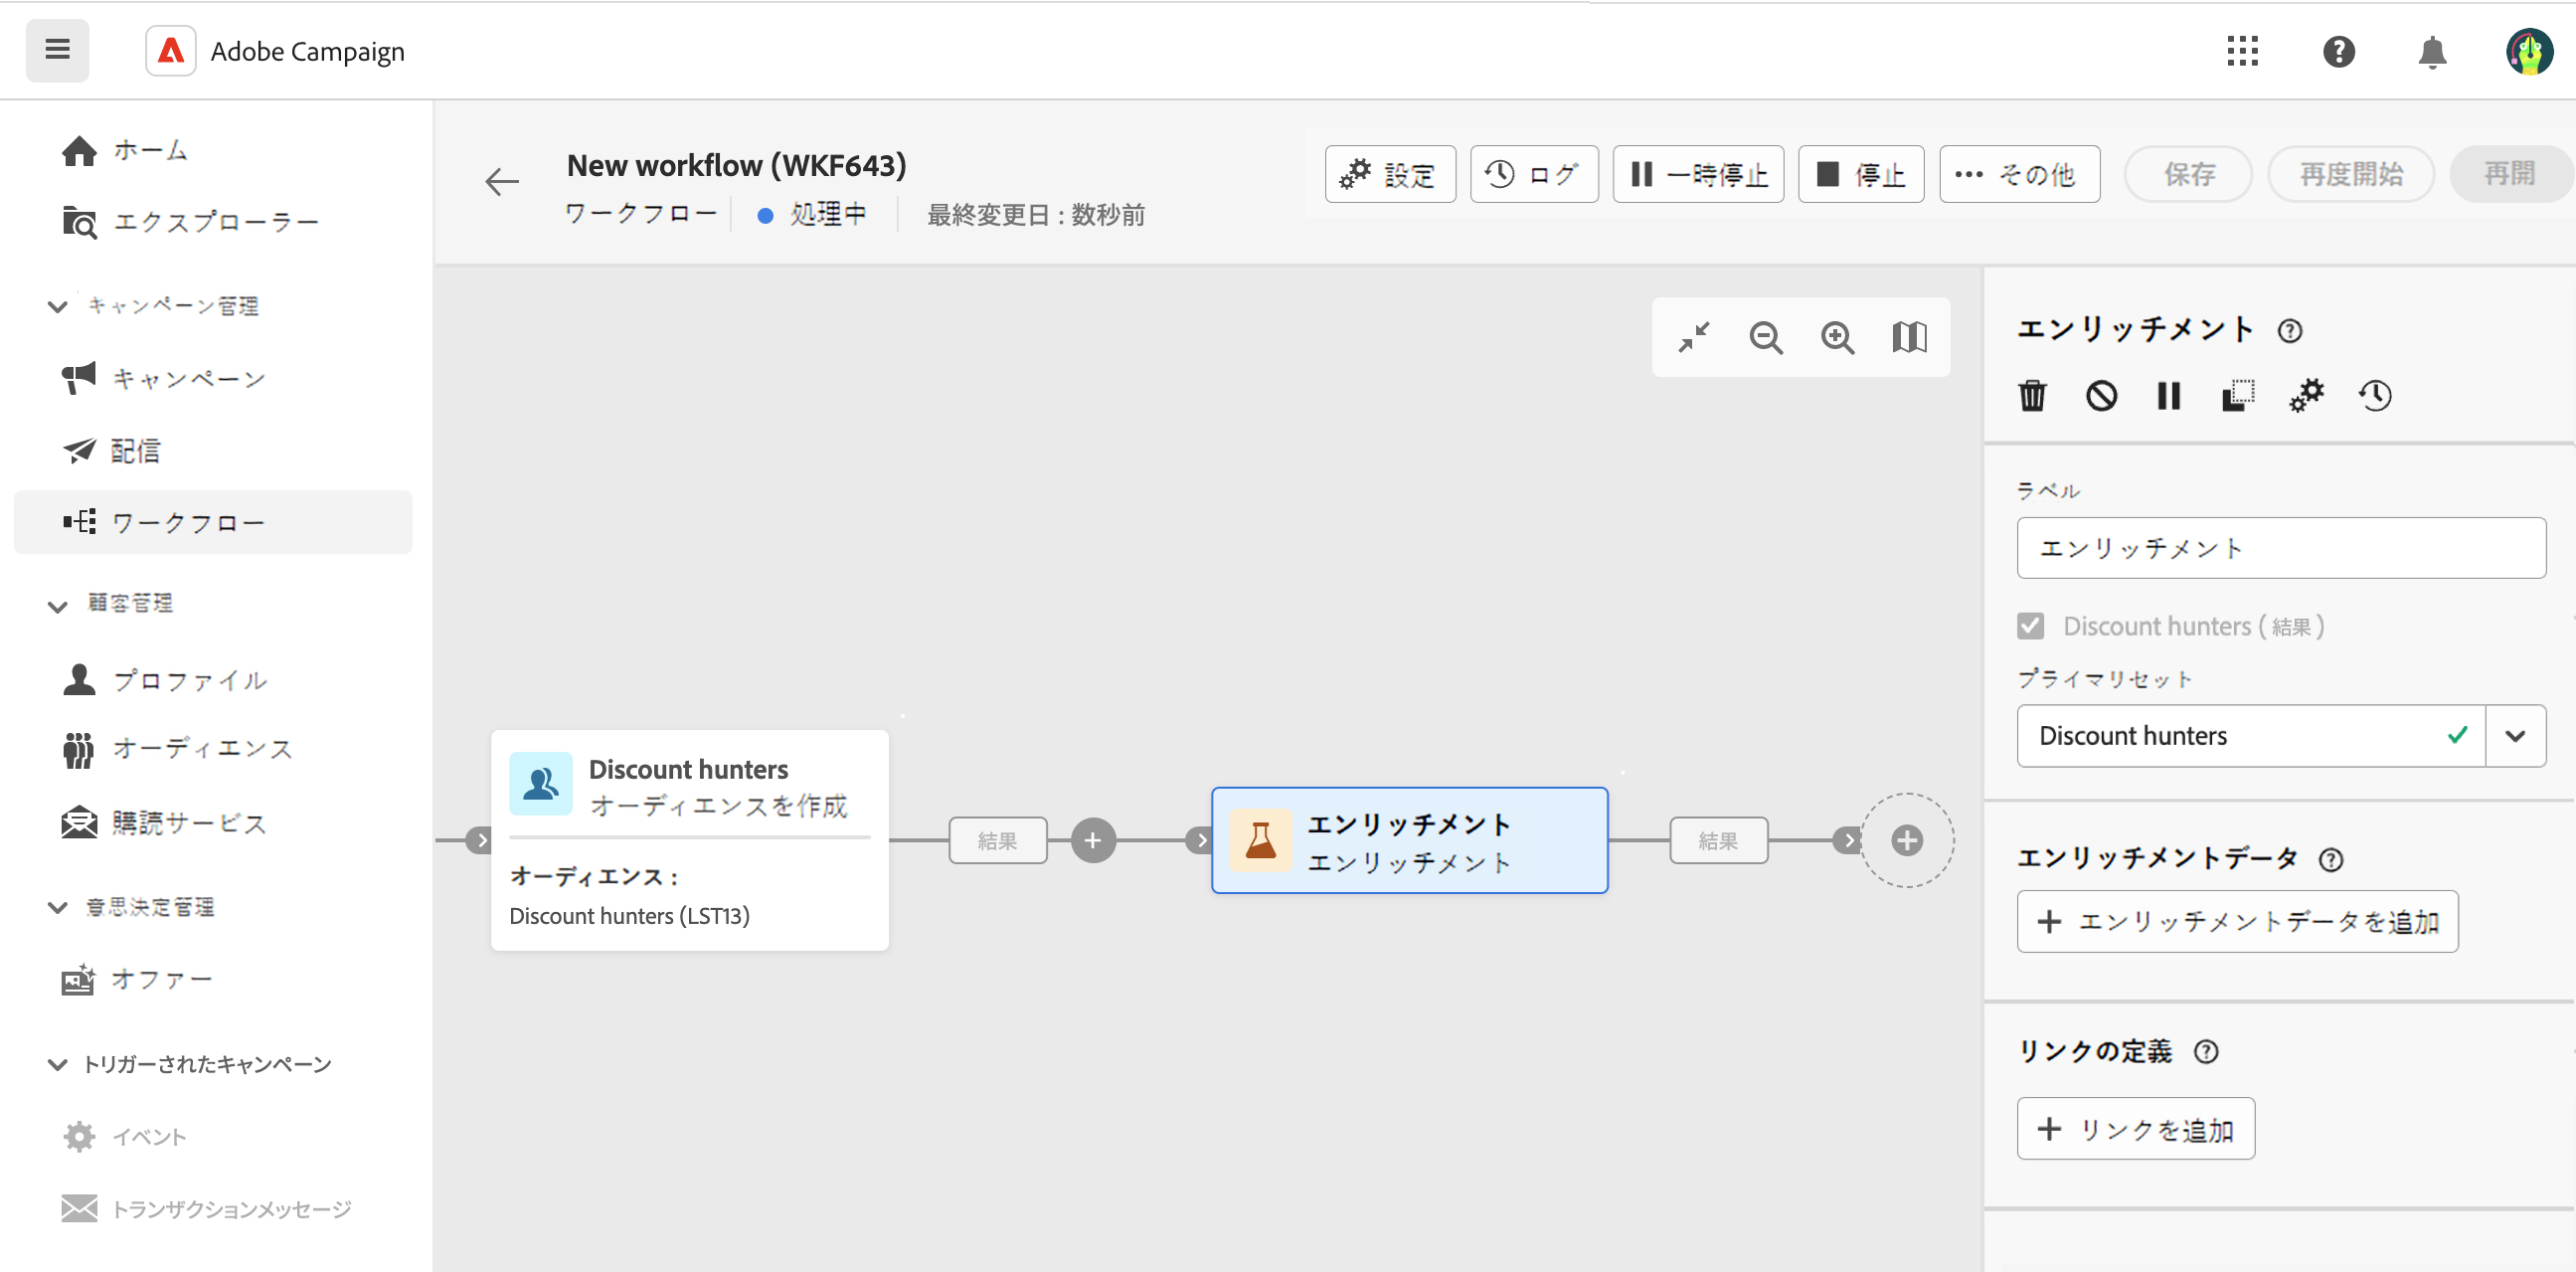 Adobe Campaign
ホーム
エクスプローラー
キャンペーン管理
キャンペーン
配信
ワークフロー
顧客管理
プロファイル
オーディエンス
購読サービス
意思決定管理
オファー
トリガーされたキャンペーン
イベント
トランザクションメッセージ
New workflow (WKF643)
ワークフロー 処理中 最終変更日 : 数秒前
設定 ログ 一時停止 停止 その他 保存 再度開始 再開
Discount hunters
オーディエンスを作成
オーディエンス :
Discount hunters (LST13)
結果
エンリッチメント
エンリッチメント
結果
エンリッチメント
ラベル
エンリッチメント
Discount hunters ( 結果 )
プライマリセット
Discount hunters
エンリッチメントデータ
エンリッチメントデータを追加
リンクの定義
リンクを追加